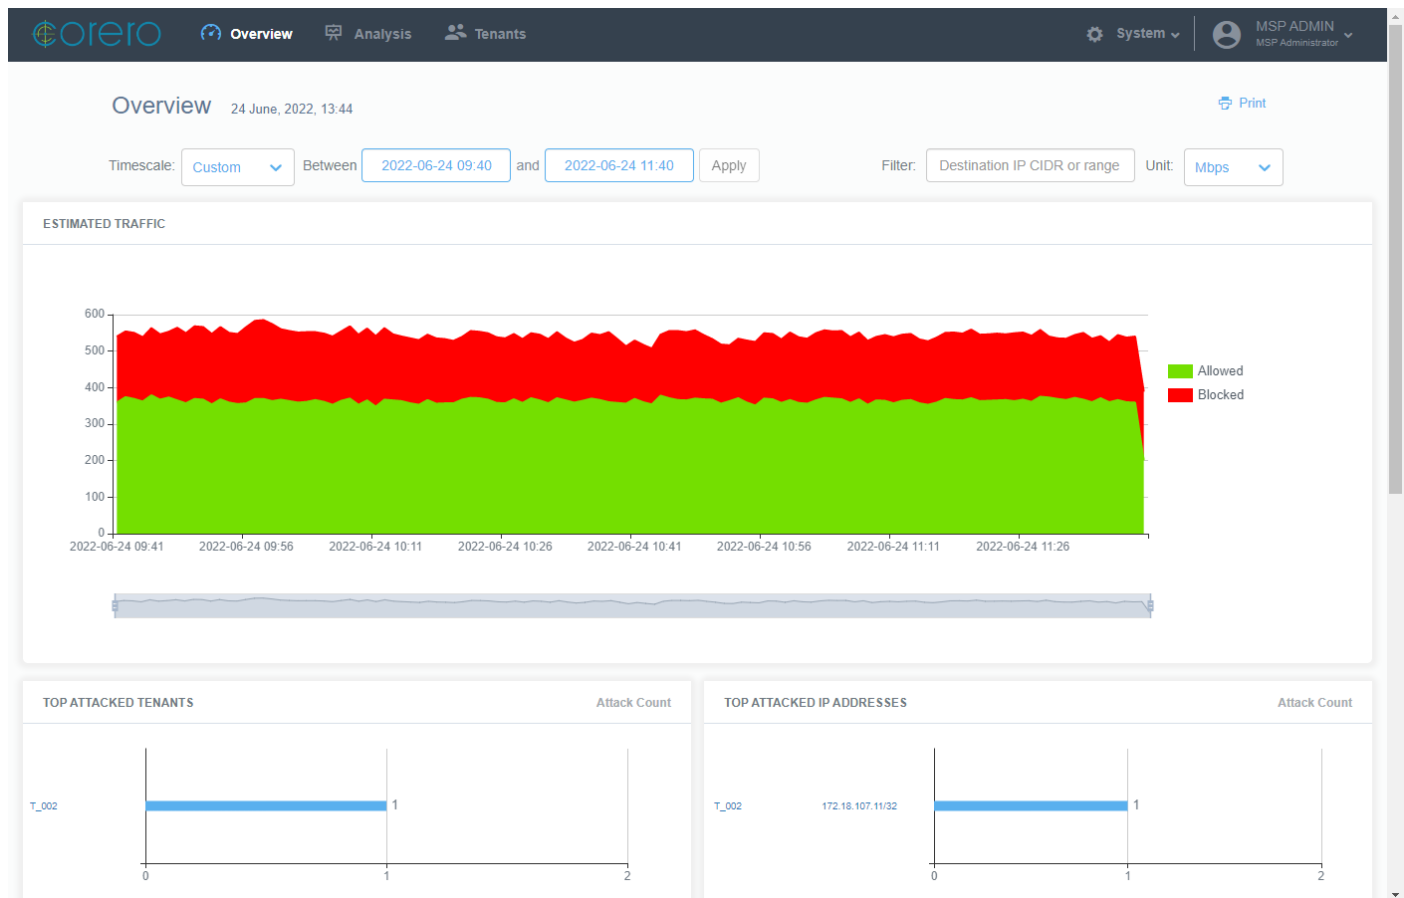 corero Overview Analysis Tenants System MSP ADMIN
MSP Administrator
Overview 24 June, 2022, 13:44 Print
Timescale: Custom Between 2022-06-24 09:40 and 2022-06-24 11:40 Apply Filter: Destination IP CIDR or range Unit: Mbps
ESTIMATED TRAFFIC
600
500
400
300
200
100
0
Allowed
Blocked
2022-06-24 09:41 2022-06-24 09:56 2022-06-24 10:11 2022-06-24 10:26 2022-06-24 10:41 2022-06-24 10:56 2022-06-24 11:11 2022-06-24 11:26
TOP ATTACKED TENANTS Attack Count
T_002 1
0 1 2
TOP ATTACKED IP ADDRESSES Attack Count
T_002 172.18.107.11/32 1
0 1 2